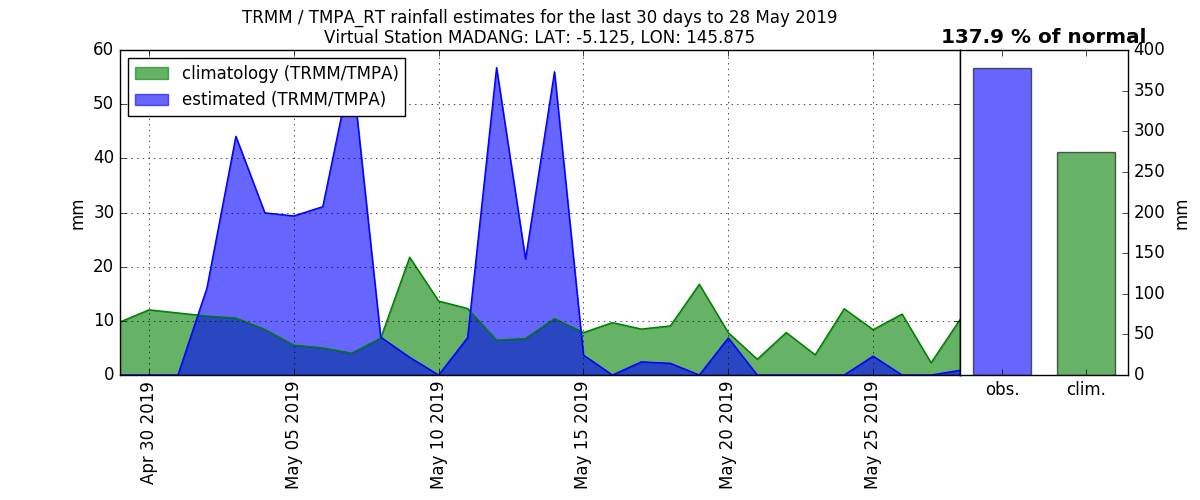 TRMM / TMPA_RT rainfall estimates for the last 30 days to 28 May 2019
Virtual Station MADANG: LAT: -5.125, LON: 145.875
137.9 % of normal
climatology (TRMM/TMPA)
estimated (TRMM/TMPA)
60
50
40
30
20
10
0
mm
Apr 30 2019
May 05 2019
May 10 2019
May 15 2019
May 20 2019
May 25 2019
400
350
300
250
200
150
100
50
0
mm
obs.
clim.